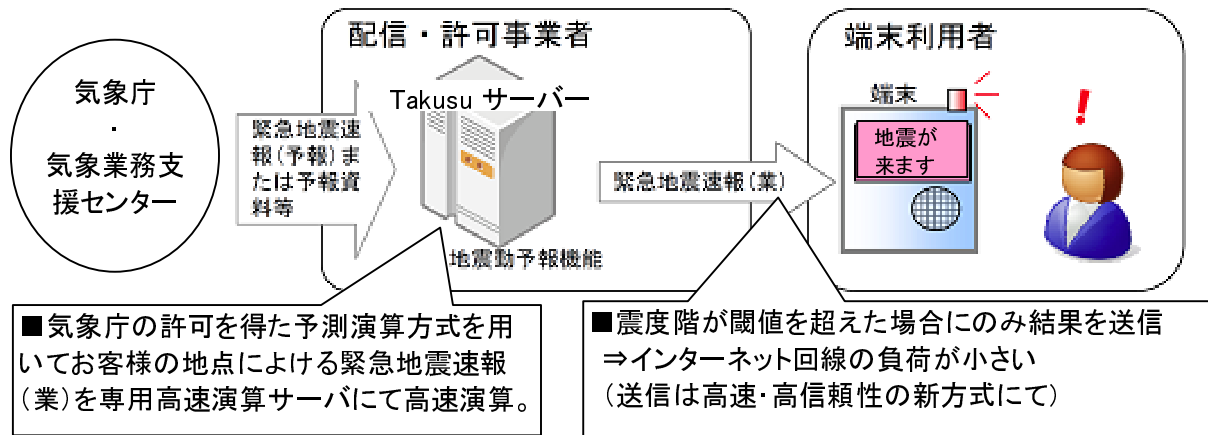 気象庁
・
気象業務支
援センター
緊急地震速
報(予報)ま
たは予報資
料等
配信・許可事業者
Takusu サーバー
地震動予報機能
緊急地震速報(業)
端末利用者
端末
地震が
来ます
!
■気象庁の許可を得た予測演算方式を用
いてお客様の地点によける緊急地震速報
(業)を専用高速演算サーバにて高速演算。
■震度階が閾値を超えた場合にのみ結果を送信
⇒インターネット回線の負荷が小さい
(送信は高速・高信頼性の新方式にて)